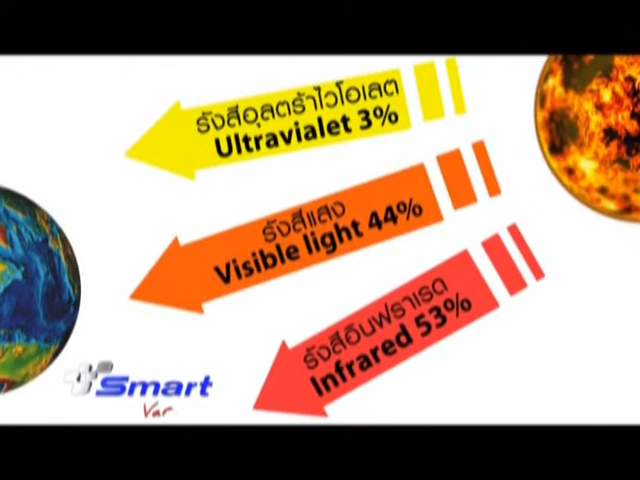 รังสีอุลตร้าไวโอเลต
Ultravialet 3%
รังสีแสง
Visible light 44%
รังสีอินฟราเรด
Infrared 53%
Smart
Var